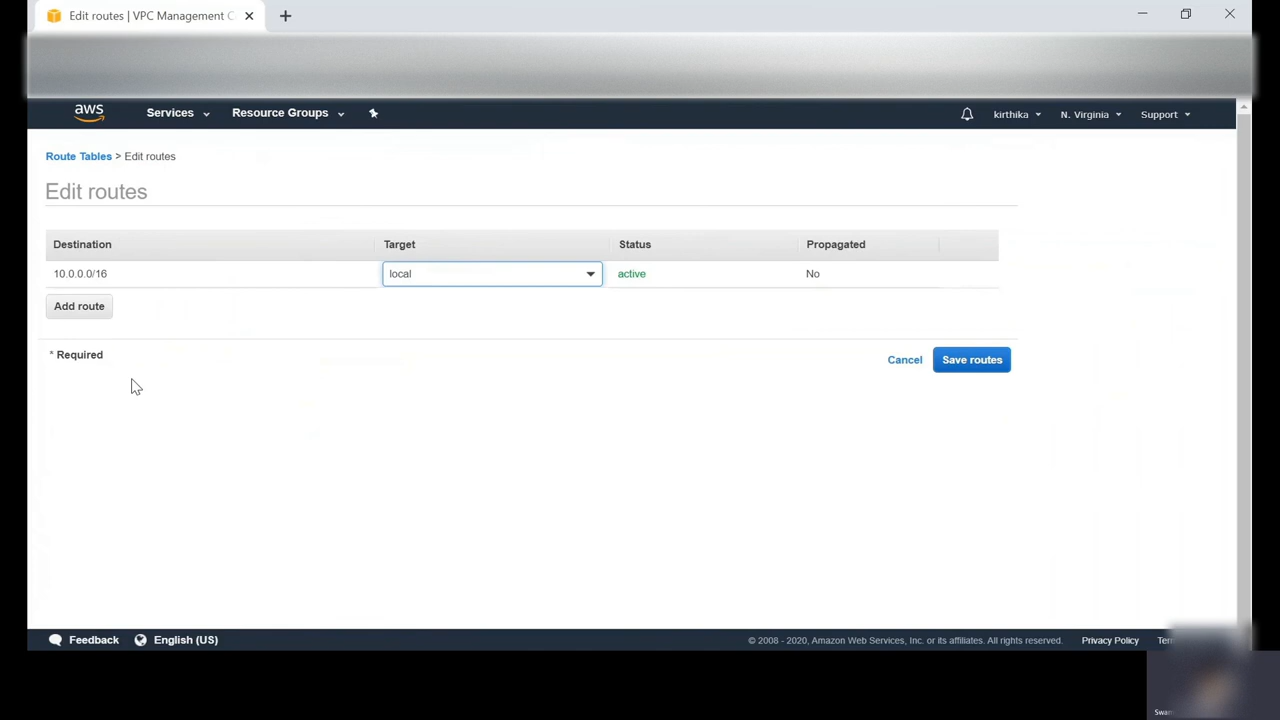 Edit routes | VPC Management C
aws Services Resource Groups kirthika N. Virginia Support
Route Tables > Edit routes
Edit routes
Destination Target Status Propagated
10.0.0.0/16 local active No
Add route
* Required
Cancel Save routes
Feedback English (US) © 2008 - 2020, Amazon Web Services, Inc. or its affiliates. All rights reserved. Privacy Policy